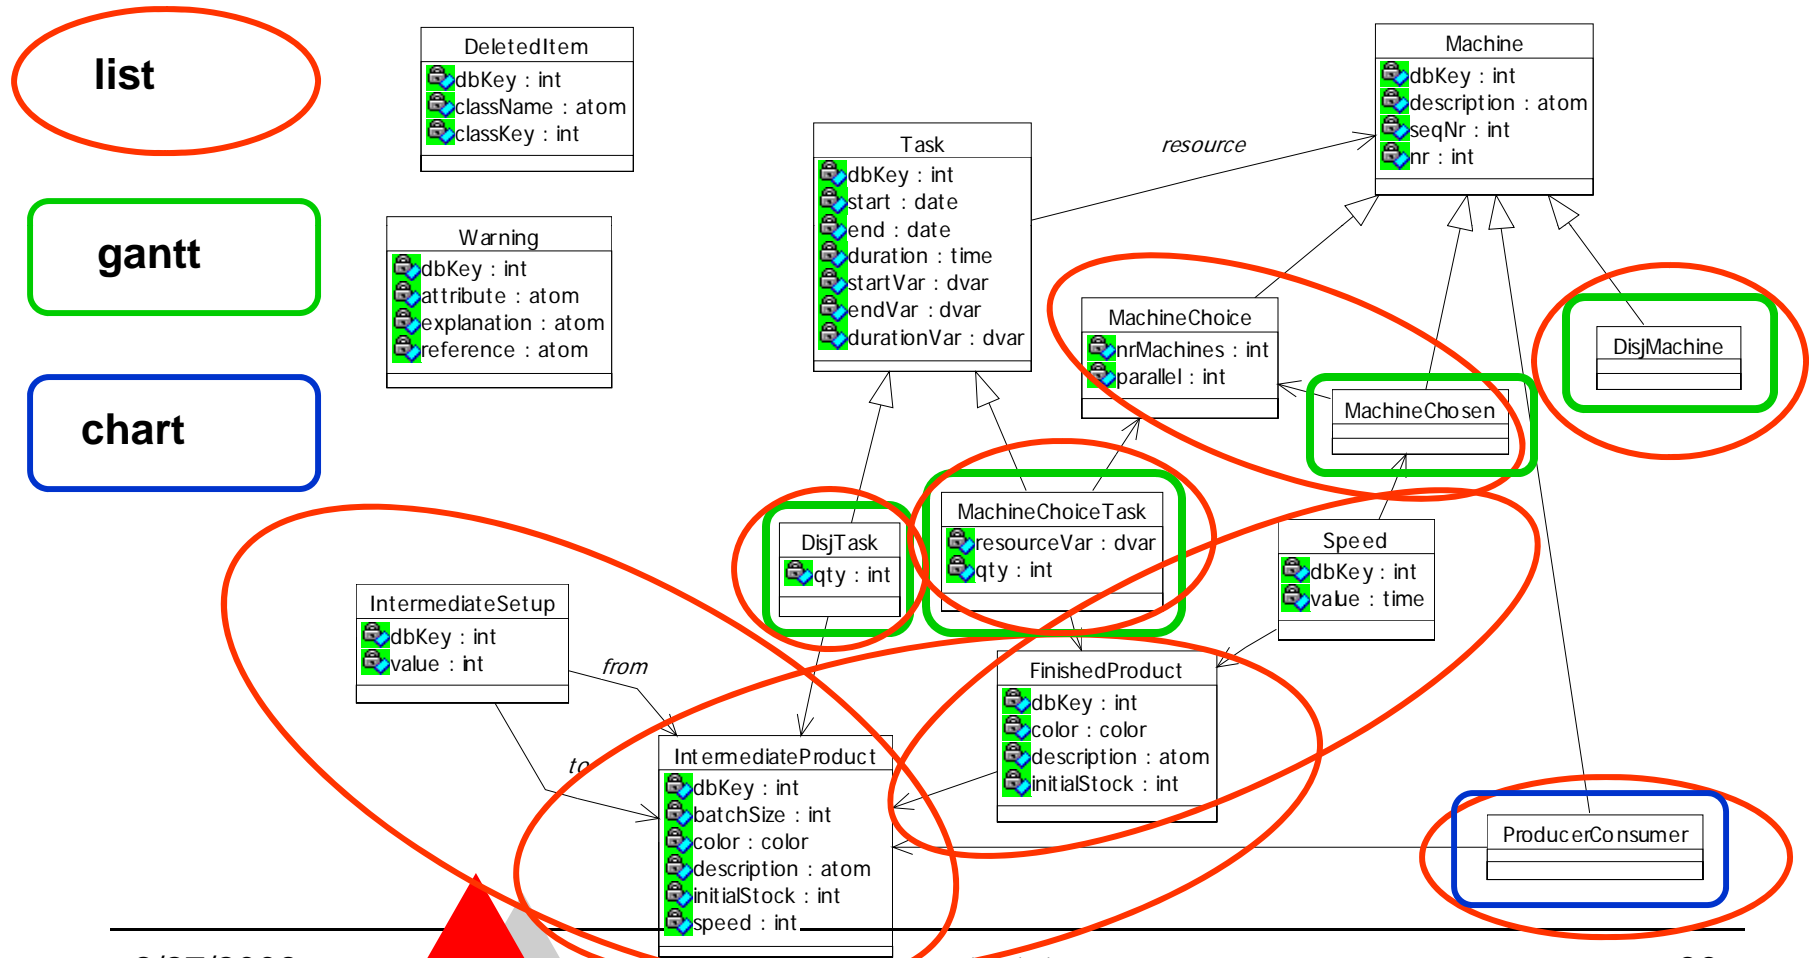 list
gantt
chart
DeletedItem
dbKey : int
className : atom
classKey : int
Warning
dbKey : int
attribute : atom
explanation : atom
reference : atom
Task
dbKey : int
start : date
end : date
duration : time
startVar : dvar
endVar : dvar
durationVar : dvar
resource
Machine
dbKey : int
description : atom
seqNr : int
nr : int
MachineChoice
nrMachines : int
parallel : int
MachineChosen
DisjMachine
DisjTask
qty : int
MachineChoiceTask
resourceVar : dvar
qty : int
Speed
dbKey : int
value : time
IntermediateSetup
dbKey : int
value : int
from
to
FinishedProduct
dbKey : int
color : color
description : atom
initialStock : int
IntermediateProduct
dbKey : int
batchSize : int
color : color
description : atom
initialStock : int
speed : int
ProducerConsumer